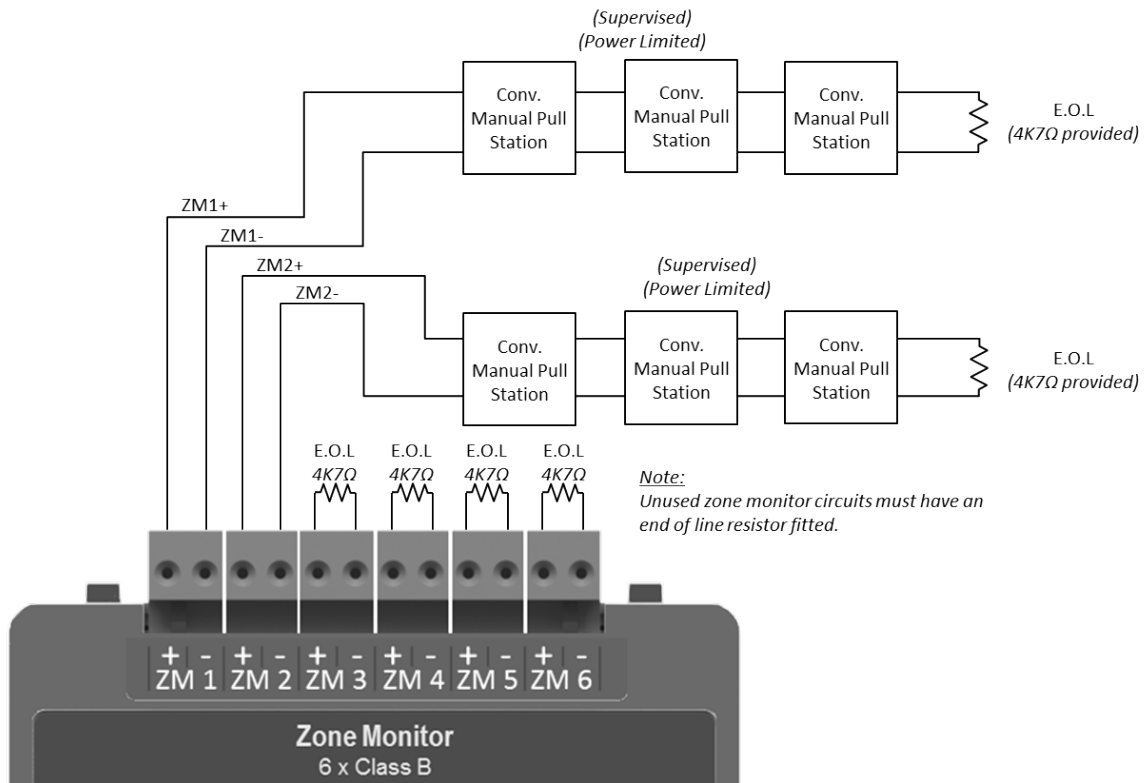 (Supervised)
(Power Limited)
Conv.
Manual Pull
Station
Conv.
Manual Pull
Station
Conv.
Manual Pull
Station
E.O.L
(4K7Ω provided)
ZM1+
ZM1-
ZM2+
ZM2-
(Supervised)
(Power Limited)
Conv.
Manual Pull
Station
Conv.
Manual Pull
Station
Conv.
Manual Pull
Station
E.O.L
(4K7Ω provided)
E.O.L
4K7Ω
E.O.L
4K7Ω
E.O.L
4K7Ω
E.O.L
4K7Ω
Note:
Unused zone monitor circuits must have an
end of line resistor fitted.
+ - + - + - + - + - + -
ZM 1 ZM 2 ZM 3 ZM 4 ZM 5 ZM 6
Zone Monitor
6 x Class B